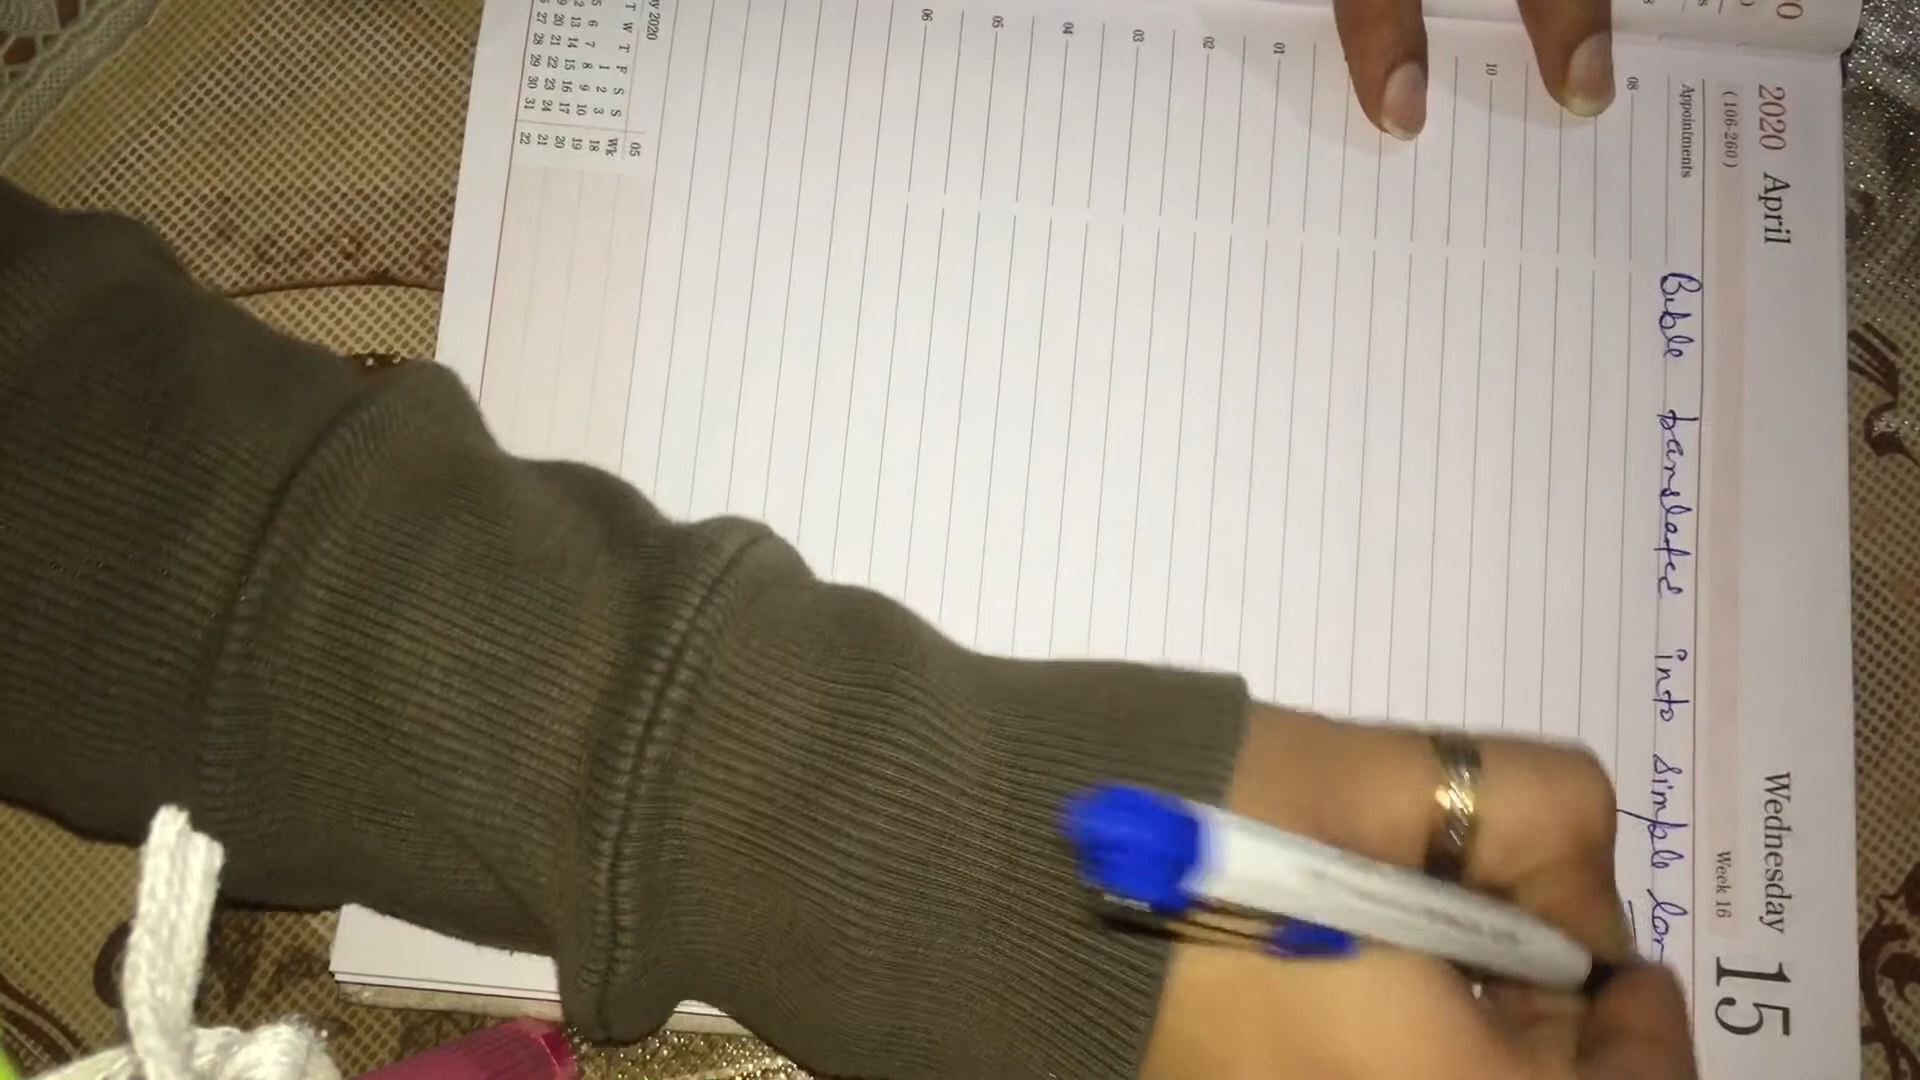 2020 April Wednesday 15
(106-260) Week 16
Appointments
Bible translated into simple
08
10
01
02
03
04
05
06
y 2020 05
T W T F S S Wk
1 2 3 18
5 6 7 8 9 10 19
2 13 14 15 16 17 20
9 20 21 22 23 24 21
27 28 29 30 31 22